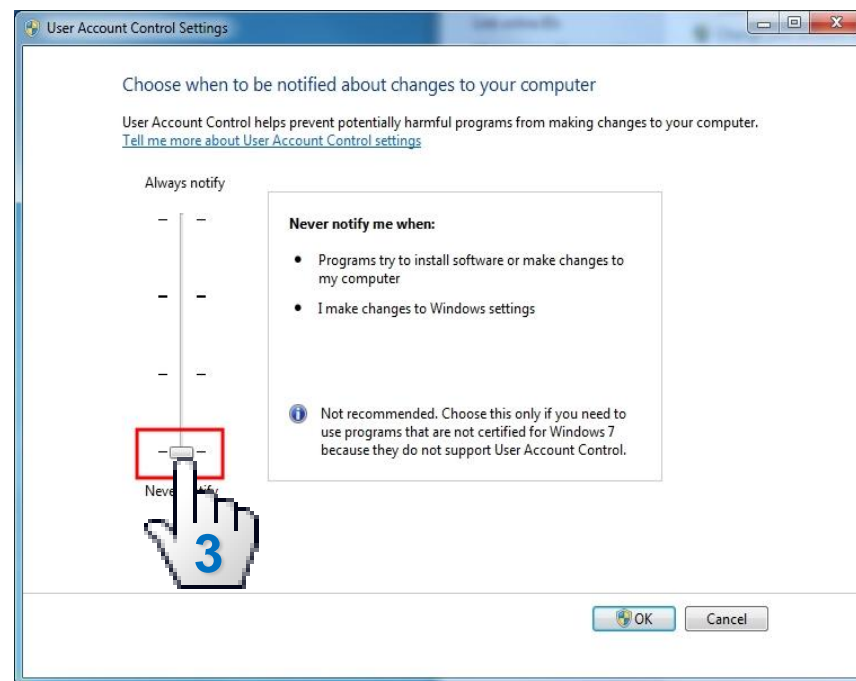 User Account Control Settings
Choose when to be notified about changes to your computer
User Account Control helps prevent potentially harmful programs from making changes to your computer.
Tell me more about User Account Control settings
Always notify
Never notify me when:
Programs try to install software or make changes to
my computer
I make changes to Windows settings
Not recommended. Choose this only if you need to
use programs that are not certified for Windows 7
because they do not support User Account Control.
3
OK
Cancel